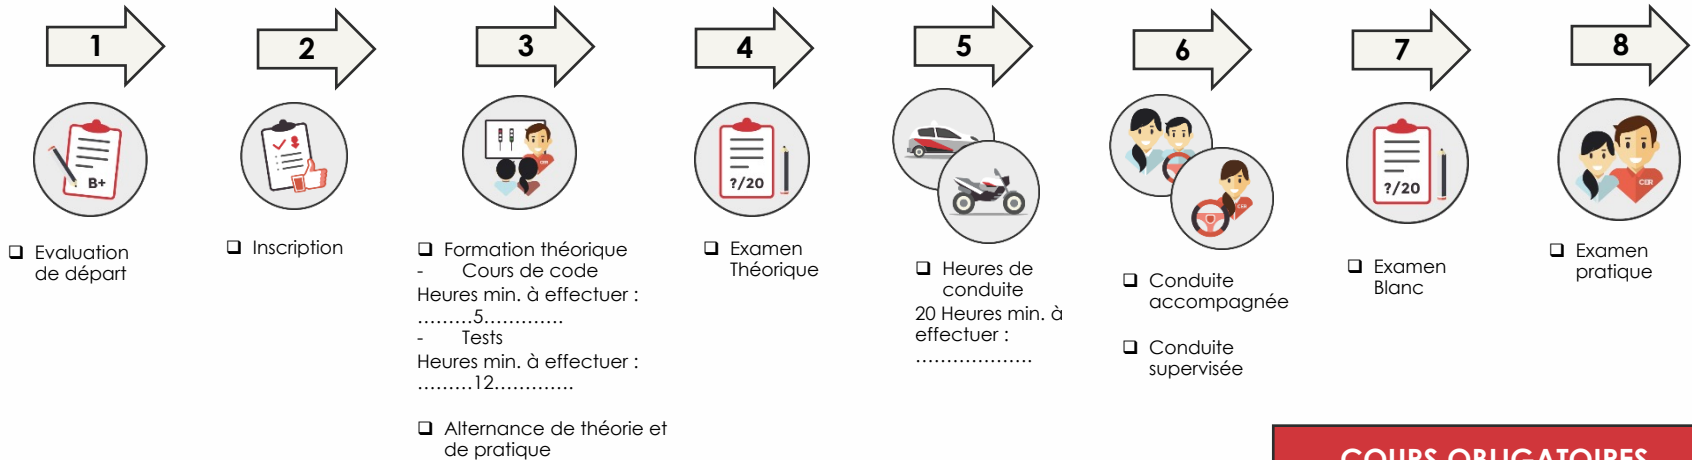 1
2
3
4
5
6
7
8
B+
?/20
?/20
CER
❑ Evaluation
de départ
❑ Inscription
❑ Formation théorique
- Cours de code
Heures min. à effectuer :
.........5.............
- Tests
Heures min. à effectuer :
.........12.............
❑ Alternance de théorie et
de pratique
❑ Examen
Théorique
❑ Heures de
conduite
20 Heures min. à
effectuer :
...................
❑ Conduite
accompagnée
❑ Conduite
supervisée
❑ Examen
Blanc
❑ Examen
pratique
COURS OBLIGATOIRES